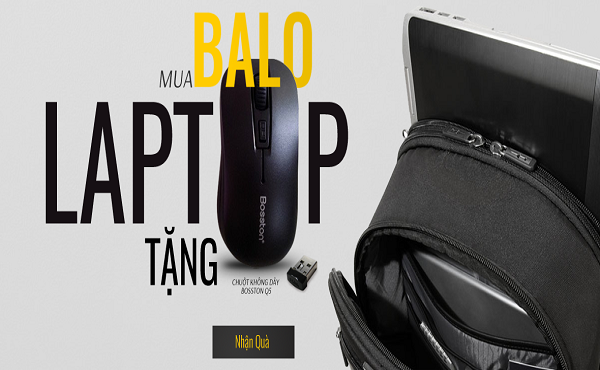 MUA BALO
LAPTOP
Bosston®
TẶNG
CHUỘT KHÔNG DÂY
BOSSTON Q5
Nhận Quà